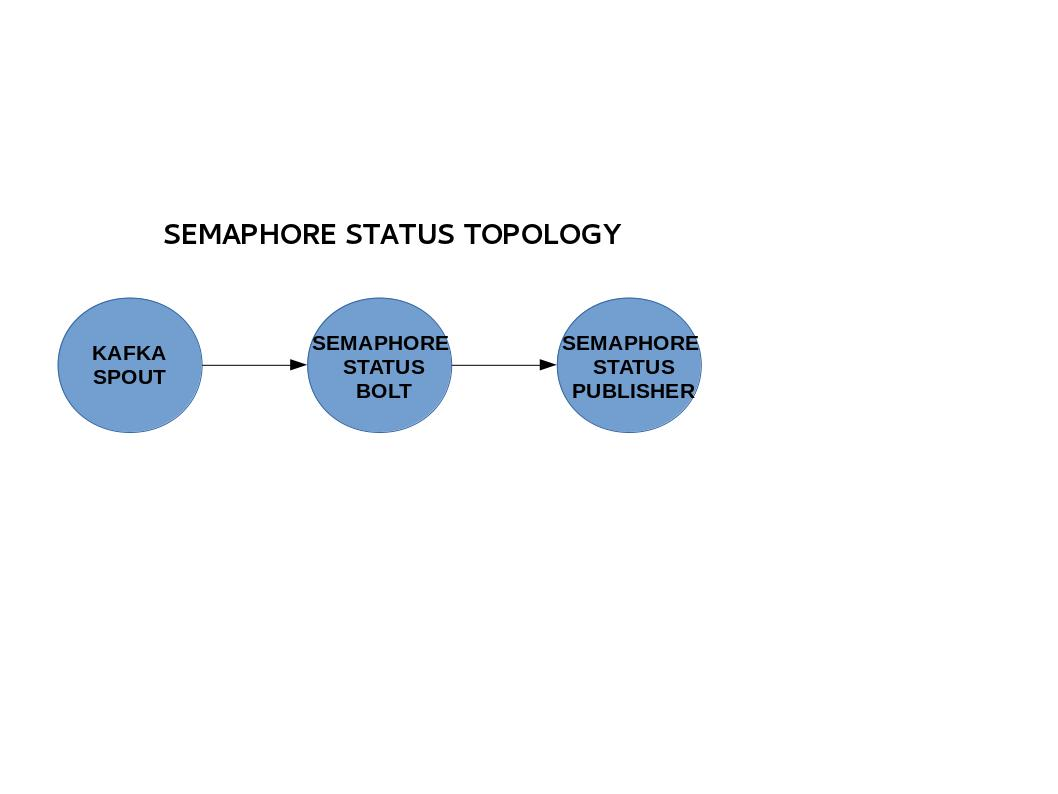 SEMAPHORE STATUS TOPOLOGY
KAFKA
SPOUT
SEMAPHORE
STATUS
BOLT
SEMAPHORE
STATUS
PUBLISHER